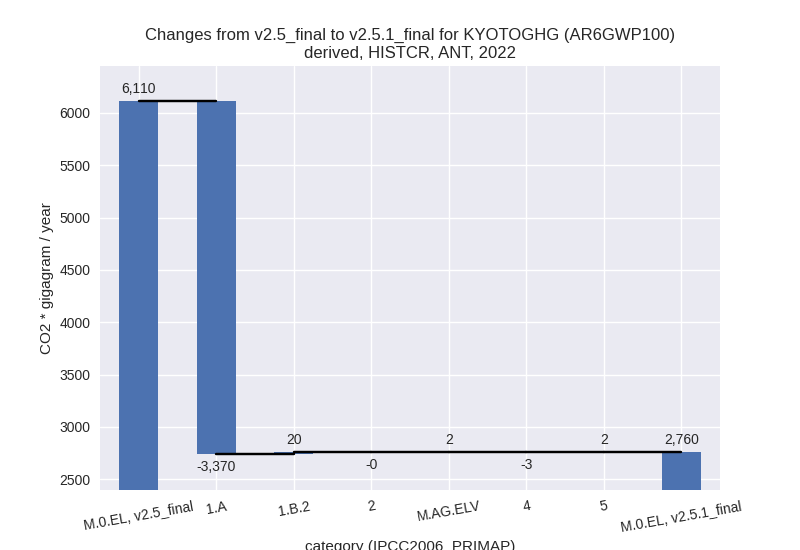 Changes from v2.5_final to v2.5.1_final for KYOTOGHG (AR6GWP100)
derived, HISTCR, ANT, 2022
CO2 * gigagram / year
6000
5500
5000
4500
4000
3500
3000
2500
6,110
-3,370
20
-0
2
-3
2
2,760
M.0.EL, v2.5_final
1.A
1.B.2
2
M.AG.ELV
4
5
M.0.EL, v2.5.1_final
category (IPCC2006_PRIMAP)